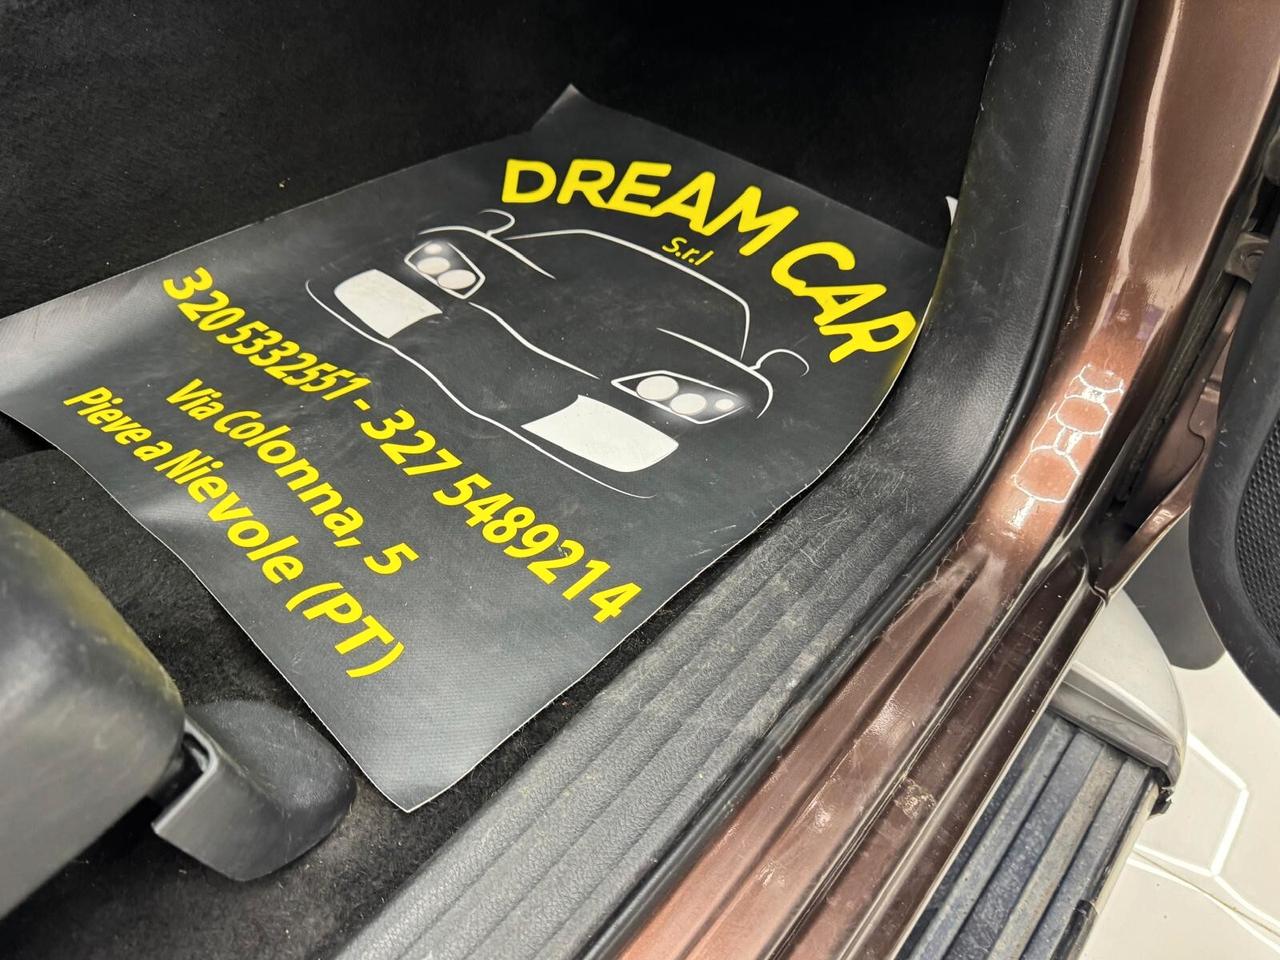 DREAM CAR
s.r.l
320 5332551 - 327 5489214
Via Colonna, 5
Pieve a Nievole (PT)